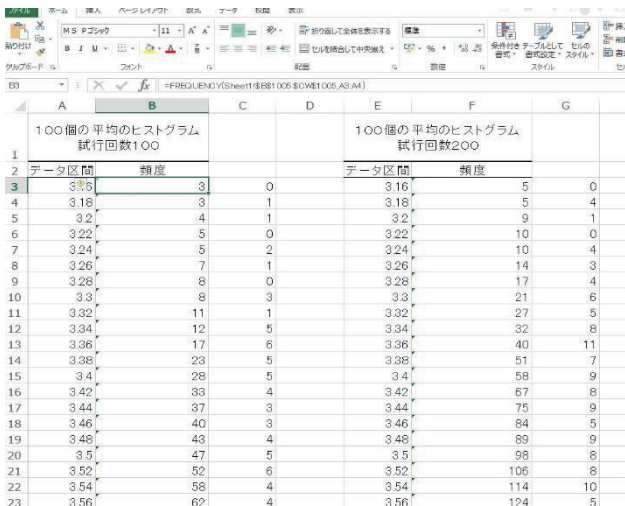 ファイル ホーム 挿入 ページレイアウト 数式 データ 校閲 表示
MS Pゴシック 11 A A 折り返して全体を表示する 標準
貼り付け B I U A セルを結合して中央揃え % 条件付き書式 テーブルとして書式設定 セルのスタイル
クリップボード フォント 配置 数値 スタイル
B3 fx =FREQUENCY(Sheet1!$B$1005:$CW$1005,A3:A4)
A B C D E F G
1 100個の平均のヒストグラム 試行回数100 100個の平均のヒストグラム 試行回数200
2 データ区間 頻度 データ区間 頻度
3 3.16 3 0 3.16 5 0
4 3.18 3 1 3.18 5 4
5 3.2 4 1 3.2 9 1
6 3.22 5 0 3.22 10 0
7 3.24 5 2 3.24 10 4
8 3.26 7 1 3.26 14 3
9 3.28 8 0 3.28 17 4
10 3.3 8 3 3.3 21 6
11 3.32 11 1 3.32 27 5
12 3.34 12 5 3.34 32 8
13 3.36 17 6 3.36 40 11
14 3.38 23 5 3.38 51 7
15 3.4 28 5 3.4 58 9
16 3.42 33 4 3.42 67 8
17 3.44 37 3 3.44 75 9
18 3.46 40 3 3.46 84 5
19 3.48 43 4 3.48 89 9
20 3.5 47 5 3.5 98 8
21 3.52 52 6 3.52 106 8
22 3.54 58 4 3.54 114 10
23 3.56 62 4 3.56 124 5